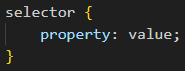 selector {
    property: value;
}